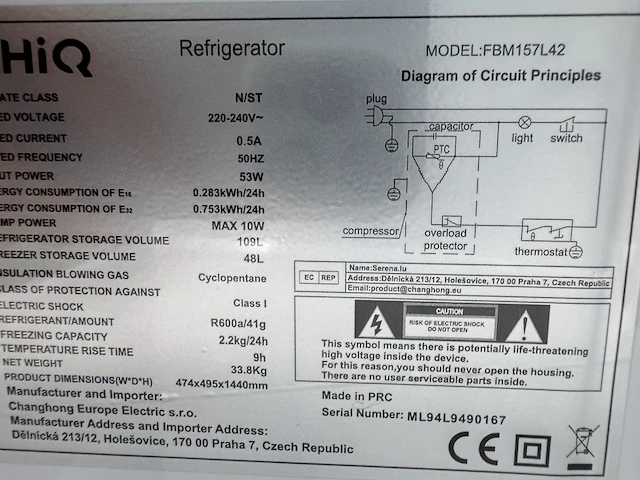 HiQ
Refrigerator
MODEL:FBM157L42
Diagram of Circuit Principles
ATE CLASS N/ST
ED VOLTAGE 220-240V~
ED CURRENT 0.5A
ED FREQUENCY 50HZ
UT POWER 53W
ERGY CONSUMPTION OF E16 0.283kWh/24h
ERGY CONSUMPTION OF E32 0.753kWh/24h
MP POWER MAX 10W
EFRIGERATOR STORAGE VOLUME 109L
REEZER STORAGE VOLUME 48L
NSULATION BLOWING GAS Cyclopentane
CLASS OF PROTECTION AGAINST
ELECTRIC SHOCK Class I
REFRIGERANT/AMOUNT R600a/41g
FREEZING CAPACITY 2.2kg/24h
TEMPERATURE RISE TIME 9h
NET WEIGHT 33.8Kg
PRODUCT DIMENSIONS(W*D*H) 474x495x1440mm
Manufacturer and Importer:
Changhong Europe Electric s.r.o.
Manufacturer Address and Importer Address:
Dělnická 213/12, Holešovice, 170 00 Praha 7, Czech Republic
plug
capacitor
PTC
θ
light
switch
compressor
overload
protector
θ
thermostat
EC REP
Name:Serena.lu
Address:Dělnická 213/12, Holešovice, 170 00 Praha 7, Czech Republic
Email:product@changhong.eu
CAUTION
RISK OF ELECTRIC SHOCK
DO NOT OPEN
This symbol means there is potentially life-threatening
high voltage inside the device.
For this reason,you should never open the housing.
There are no user serviceable parts inside.
Made in PRC
Serial Number: ML94L9490167
CE